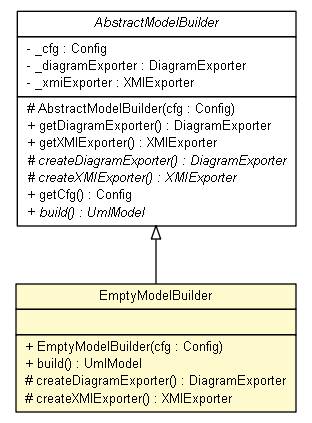 AbstractModelBuilder
- _cfg : Config
- _diagramExporter : DiagramExporter
- _xmiExporter : XMIExporter
# AbstractModelBuilder(cfg : Config)
+ getDiagramExporter() : DiagramExporter
+ getXMIExporter() : XMIExporter
# createDiagramExporter() : DiagramExporter
# createXMIExporter() : XMIExporter
+ getCfg() : Config
+ build() : UmlModel
EmptyModelBuilder
+ EmptyModelBuilder(cfg : Config)
+ build() : UmlModel
# createDiagramExporter() : DiagramExporter
# createXMIExporter() : XMIExporter